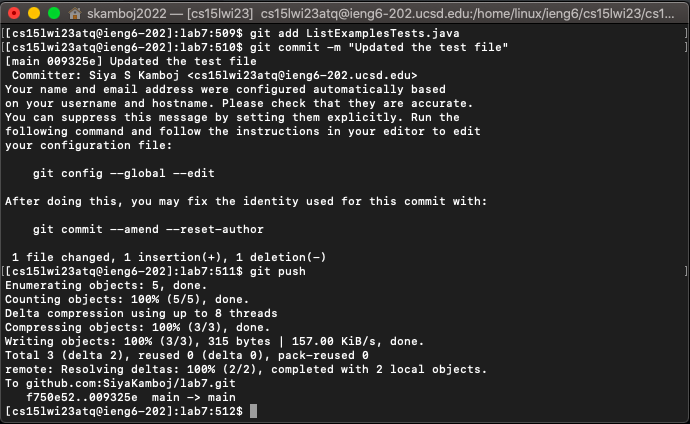 skamboj2022 — [cs15lwi23] cs15lwi23atq@ieng6-202.ucsd.edu:/home/linux/ieng6/cs15lwi23/cs1...
[[cs15lwi23atq@ieng6-202]:lab7:509$ git add ListExamplesTests.java ]
[[cs15lwi23atq@ieng6-202]:lab7:510$ git commit -m "Updated the test file" ]
[main 009325e] Updated the test file
 Committer: Siya S Kamboj <cs15lwi23atq@ieng6-202.ucsd.edu>
Your name and email address were configured automatically based
on your username and hostname. Please check that they are accurate.
You can suppress this message by setting them explicitly. Run the
following command and follow the instructions in your editor to edit
your configuration file:

    git config --global --edit

After doing this, you may fix the identity used for this commit with:

    git commit --amend --reset-author

 1 file changed, 1 insertion(+), 1 deletion(-)
[[cs15lwi23atq@ieng6-202]:lab7:511$ git push ]
Enumerating objects: 5, done.
Counting objects: 100% (5/5), done.
Delta compression using up to 8 threads
Compressing objects: 100% (3/3), done.
Writing objects: 100% (3/3), 315 bytes | 157.00 KiB/s, done.
Total 3 (delta 2), reused 0 (delta 0), pack-reused 0
remote: Resolving deltas: 100% (2/2), completed with 2 local objects.
To github.com:SiyaKamboj/lab7.git
   f750e52..009325e  main -> main
[cs15lwi23atq@ieng6-202]:lab7:512$